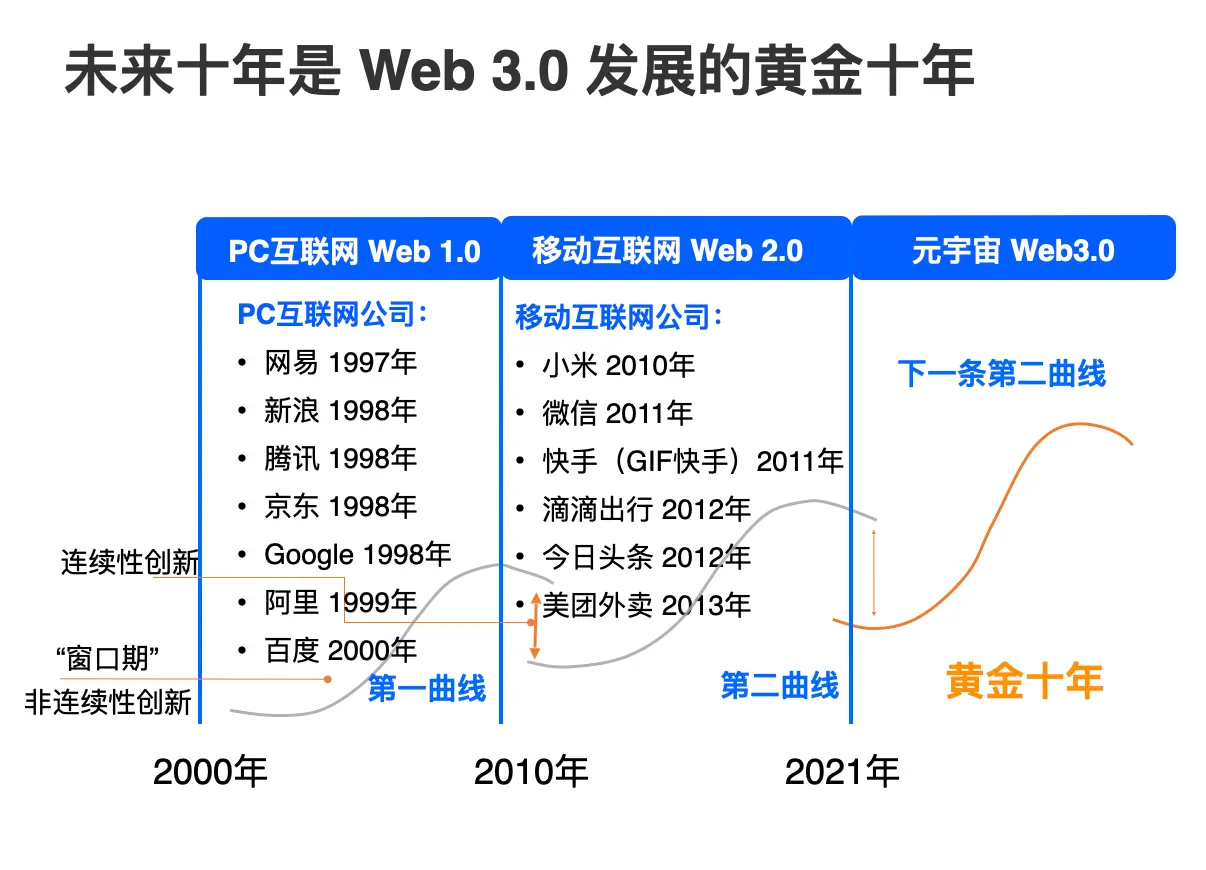 未来十年是 Web 3.0 发展的黄金十年
PC互联网 Web 1.0
移动互联网 Web 2.0
元宇宙 Web3.0
PC互联网公司：
• 网易 1997年
• 新浪 1998年
• 腾讯 1998年
• 京东 1998年
• Google 1998年
• 阿里 1999年
• 百度 2000年
移动互联网公司：
• 小米 2010年
• 微信 2011年
• 快手（GIF快手）2011年
• 滴滴出行 2012年
• 今日头条 2012年
• 美团外卖 2013年
下一条第二曲线
连续性创新
“窗口期”
非连续性创新
第一曲线
第二曲线
黄金十年
2000年
2010年
2021年